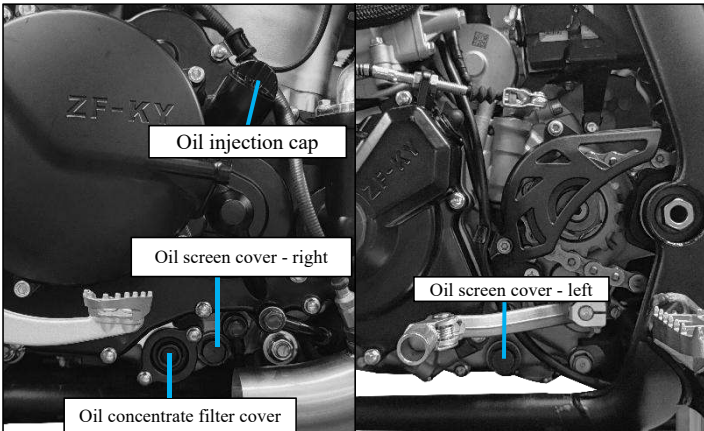 ZF-KY
Oil injection cap
Oil screen cover - right
Oil concentrate filter cover
ZF-KY
Oil screen cover - left